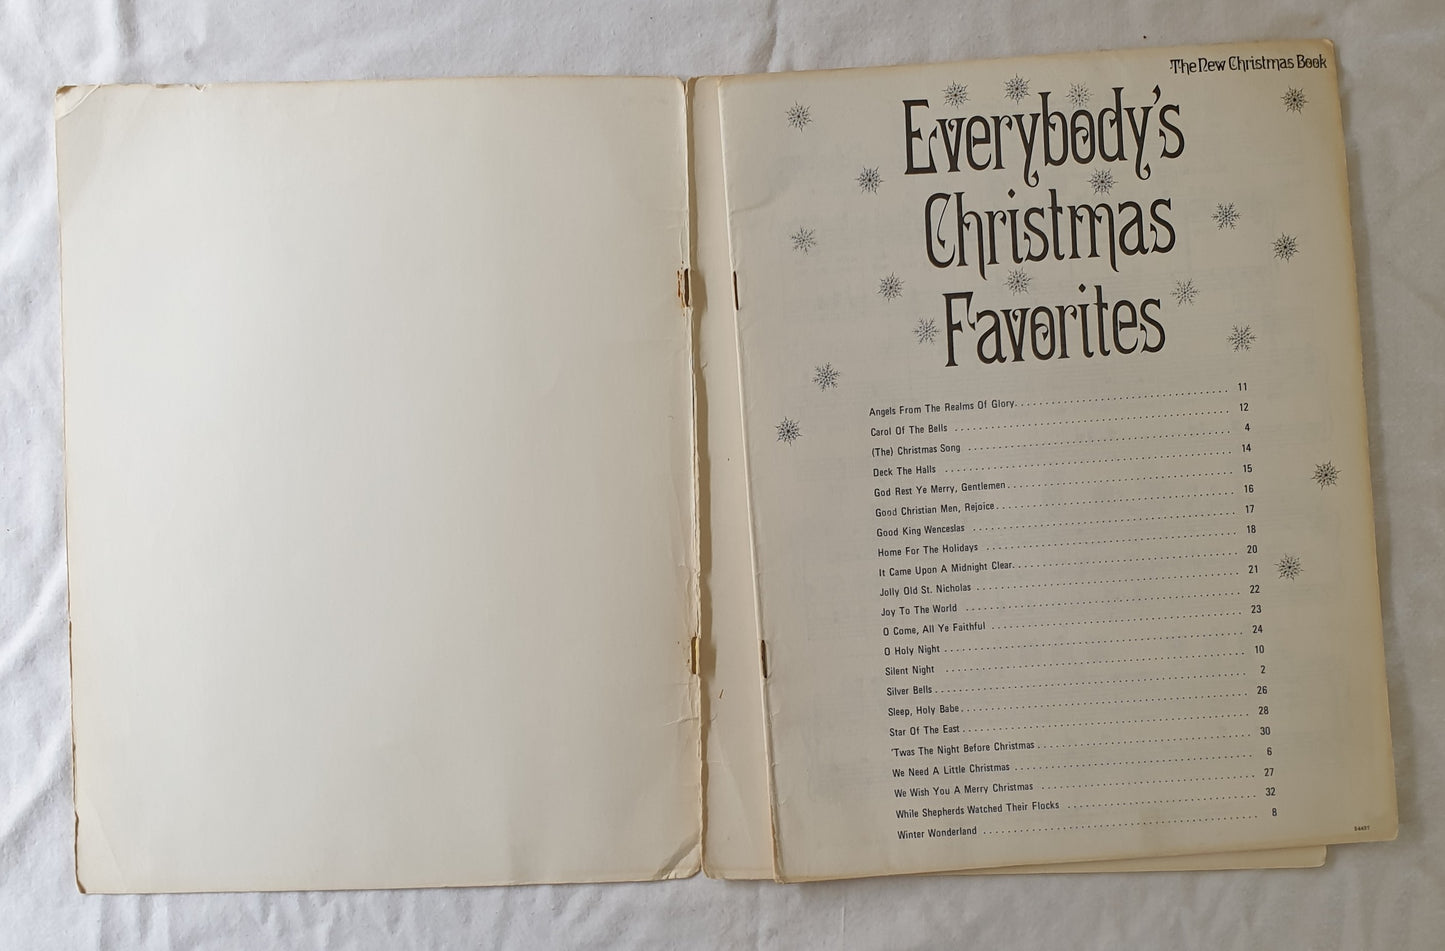 The New Christmas Book
Everybody's
Christmas
Favorites
Angels From The Realms Of Glory 11
Carol Of The Bells 12
(The) Christmas Song 4
Deck The Halls 14
God Rest Ye Merry, Gentlemen 15
Good Christian Men, Rejoice 16
Good King Wenceslas 17
Home For The Holidays 18
It Came Upon A Midnight Clear 20
Jolly Old St. Nicholas 21
Joy To The World 22
O Come, All Ye Faithful 23
O Holy Night 24
Silent Night 10
Silver Bells 2
Sleep, Holy Babe 26
Star Of The East 28
'Twas The Night Before Christmas 30
We Need A Little Christmas 6
We Wish You A Merry Christmas 27
While Shepherds Watched Their Flocks 32
Winter Wonderland 8